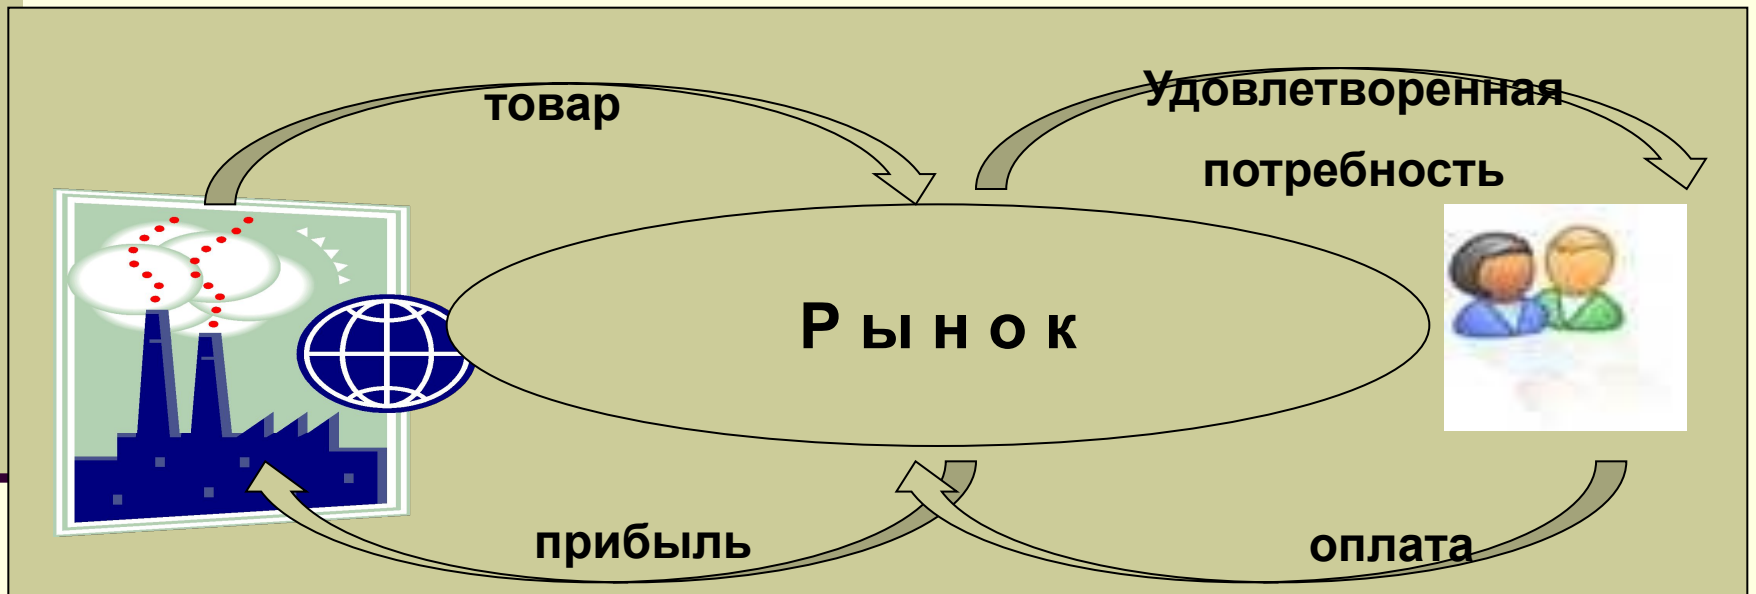 товар
Удовлетворенная
потребность
Р ы н о к
прибыль
оплата